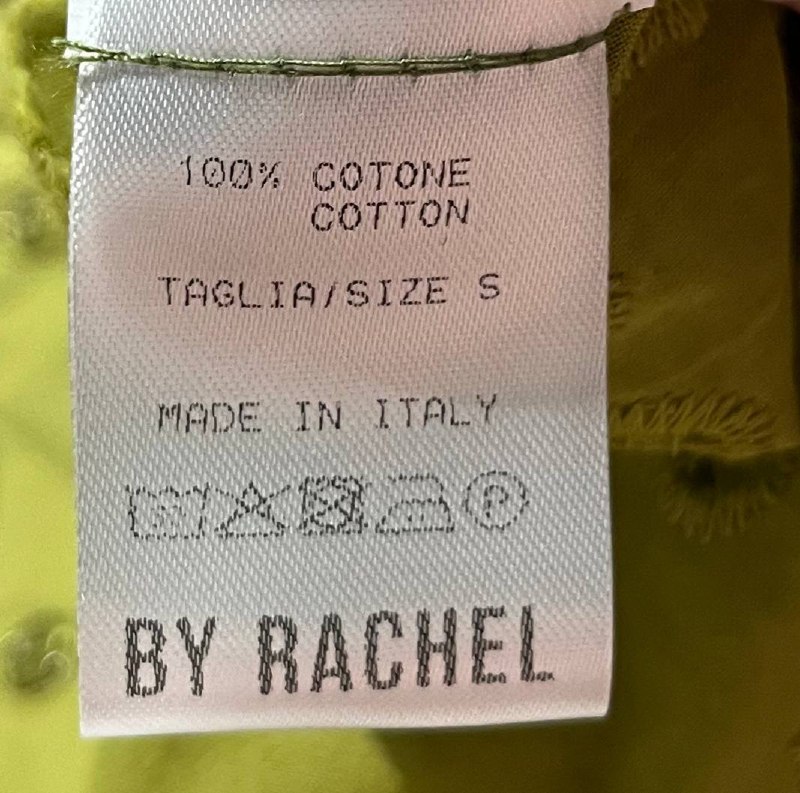 100% COTONE
COTTON
TAGLIA/SIZE S
MADE IN ITALY
P
BY RACHEL